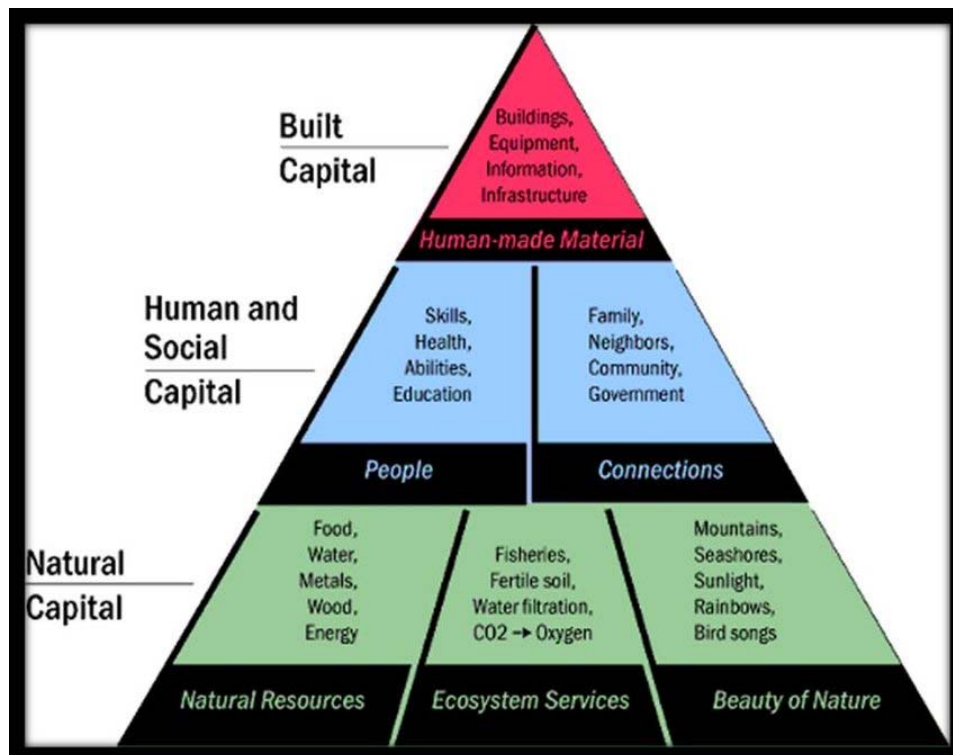 Built
Capital
Buildings,
Equipment,
Information,
Infrastructure
Human-made Material
Human and
Social
Capital
Skills,
Health,
Abilities,
Education
People
Family,
Neighbors,
Community,
Government
Connections
Natural
Capital
Food,
Water,
Metals,
Wood,
Energy
Natural Resources
Fisheries,
Fertile soil,
Water filtration,
CO2 → Oxygen
Ecosystem Services
Mountains,
Seashores,
Sunlight,
Rainbows,
Bird songs
Beauty of Nature